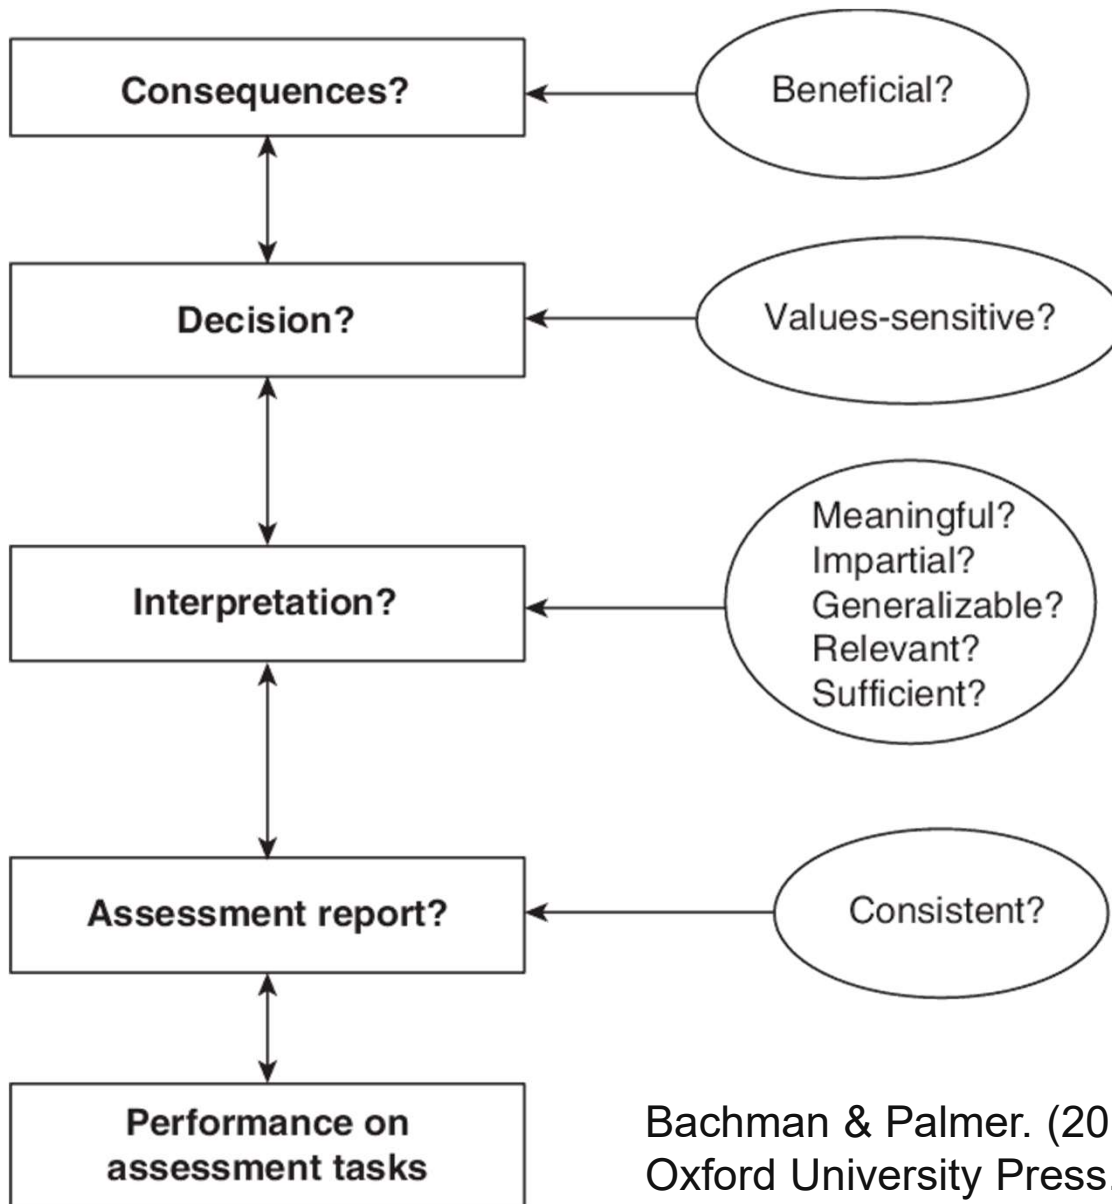 Consequences?
Beneficial?
Decision?
Values-sensitive?
Interpretation?
Meaningful?
Impartial?
Generalizable?
Relevant?
Sufficient?
Assessment report?
Consistent?
Performance on
assessment tasks
Bachman & Palmer. (20
Oxford University Press.